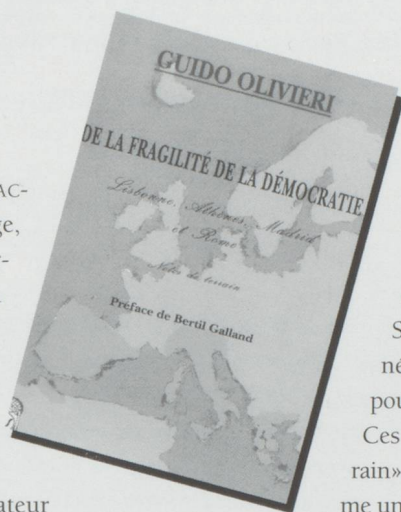 GUIDO OLIVIERI
DE LA FRAGILITÉ DE LA DÉMOCRATIE
Lisbonne, Athènes, Madrid
et Rome
Notes de terrain
Préface de Bertil Galland
AC-
ge,
ateur
S
né
pou
Ces
rain»
me un